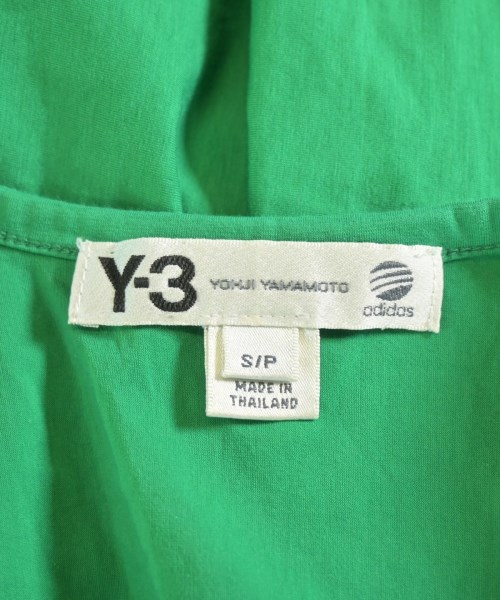 Y-3 YOHJI YAMAMOTO adidas
S/P
MADE IN
THAILAND